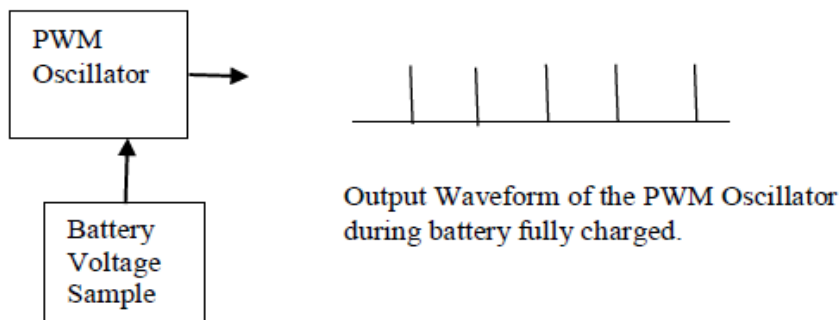 PWM
Oscillator
Output Waveform of the PWM Oscillator
during battery fully charged.
Battery
Voltage
Sample